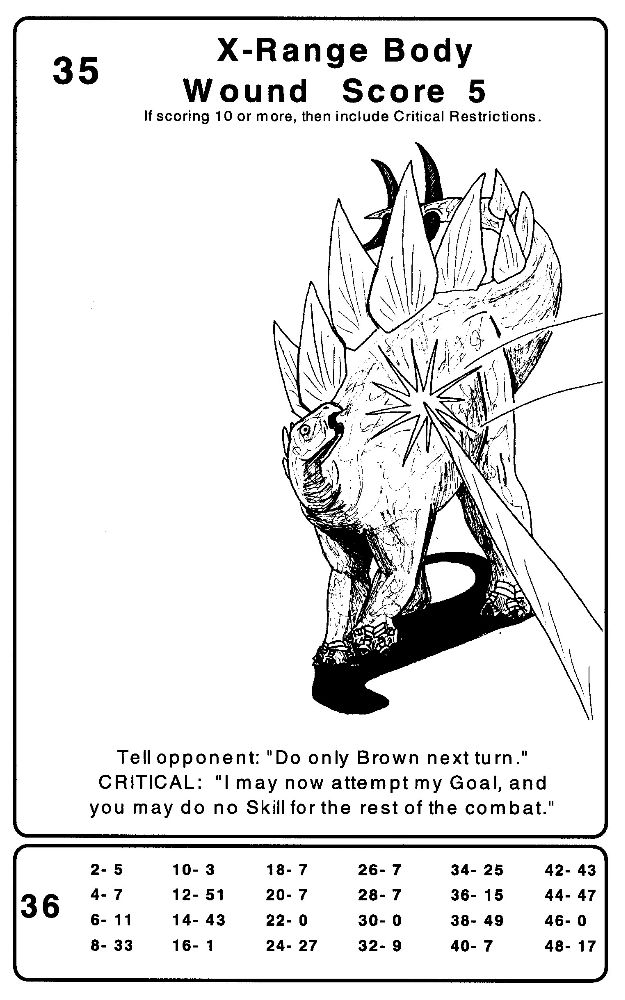 35
X-Range Body
Wound Score 5
If scoring 10 or more, then include Critical Restrictions.
Tell opponent: "Do only Brown next turn."
CRITICAL: "I may now attempt my Goal, and
you may do no Skill for the rest of the combat."
36
2- 5 10- 3 18- 7 26- 7 34- 25 42- 43
4- 7 12- 51 20- 7 28- 7 36- 15 44- 47
6- 11 14- 43 22- 0 30- 0 38- 49 46- 0
8- 33 16- 1 24- 27 32- 9 40- 7 48- 17